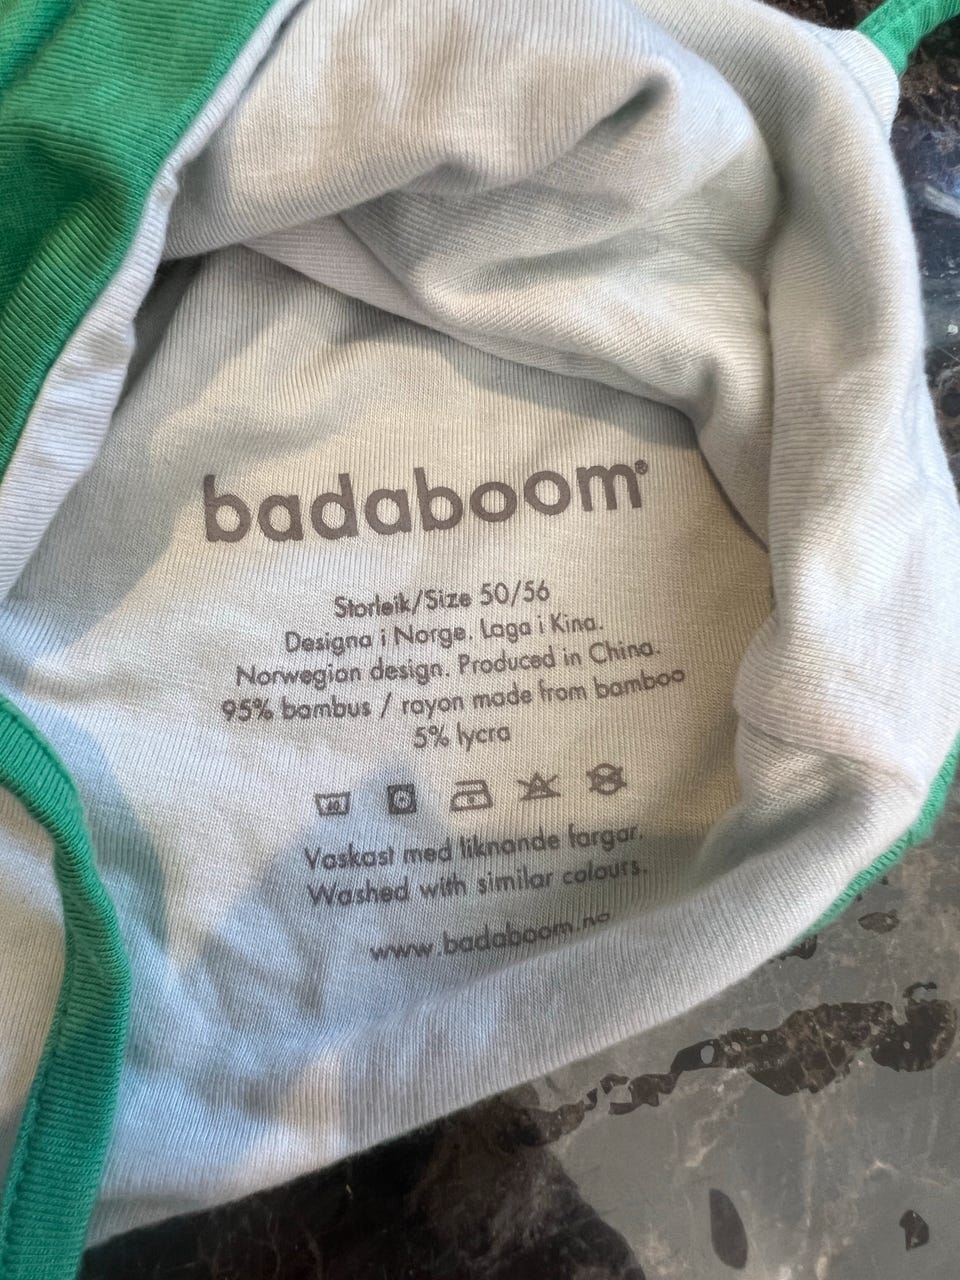 badaboom®
Storleik/Size 50/56
Designa i Norge. Laga i Kina.
Norwegian design. Produced in China.
95% bambus / rayon made from bamboo
5% lycra
40
Vaskast med liknande fargar.
Washed with similar colours.
www.badaboom.no